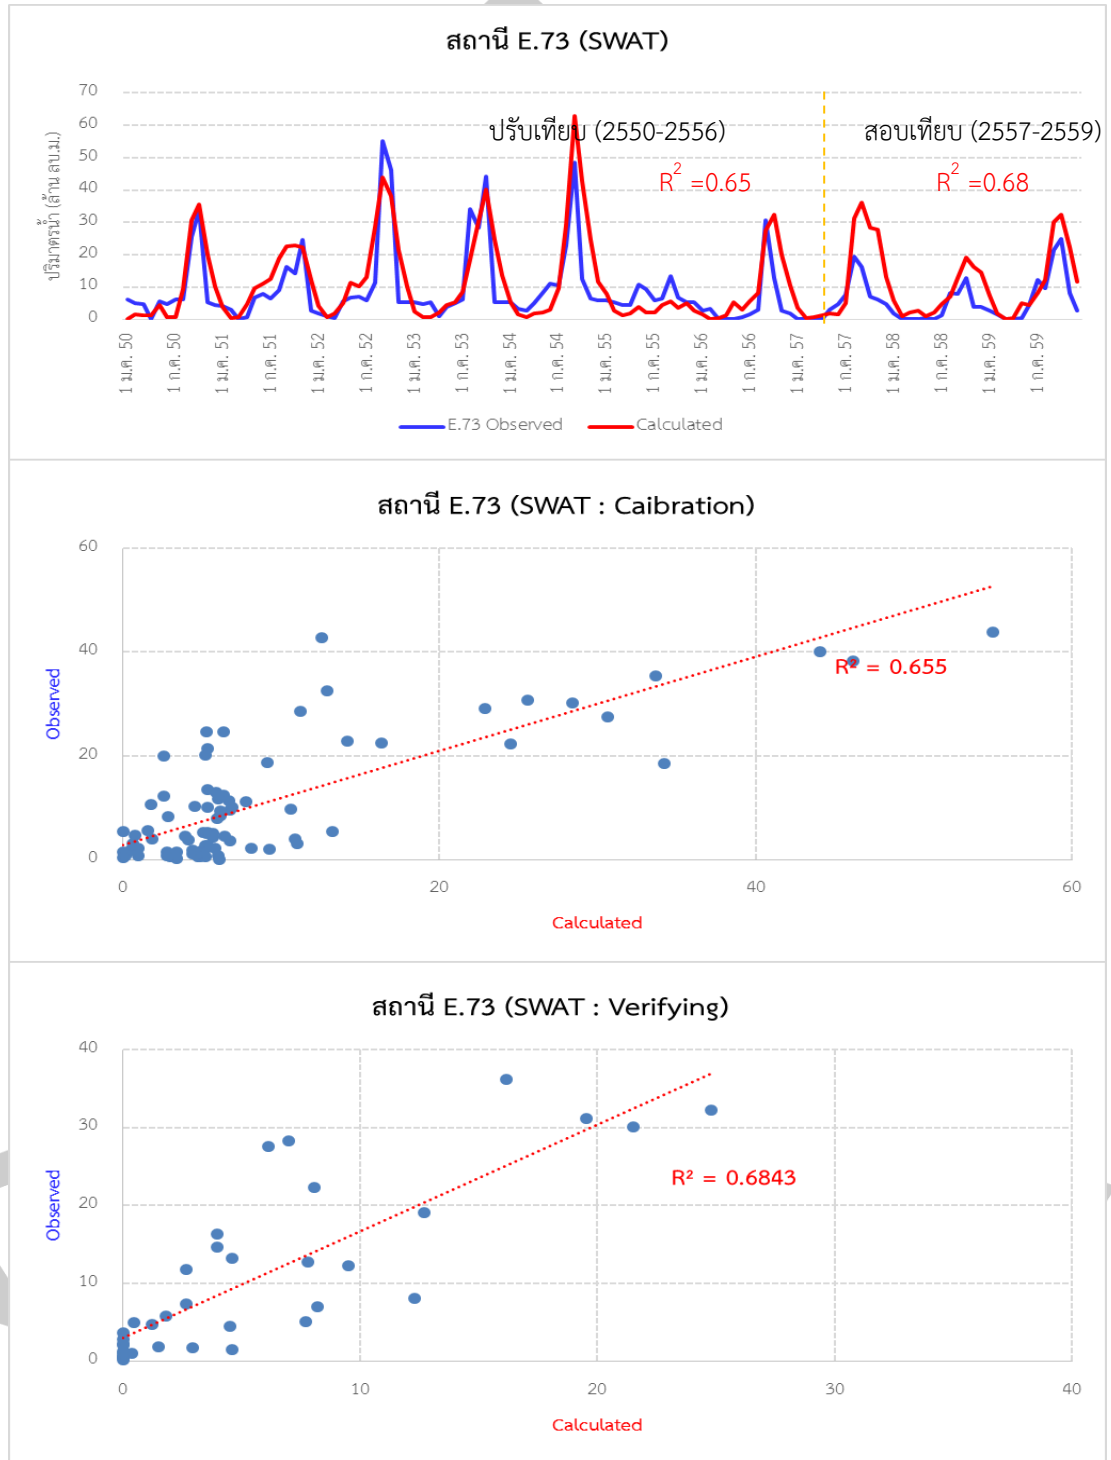 สถานี E.73 (SWAT)
70
60
50
40
30
20
10
0
ปริมาตรน้ำ (ล้าน ลบ.ม.)
ปรับเทียบ (2550-2556)
สอบเทียบ (2557-2559)
R² =0.65
R² =0.68
1 ม.ค. 50
1 ก.ค. 50
1 ม.ค. 51
1 ก.ค. 51
1 ม.ค. 52
1 ก.ค. 52
1 ม.ค. 53
1 ก.ค. 53
1 ม.ค. 54
1 ก.ค. 54
1 ม.ค. 55
1 ก.ค. 55
1 ม.ค. 56
1 ก.ค. 56
1 ม.ค. 57
1 ก.ค. 57
1 ม.ค. 58
1 ก.ค. 58
1 ม.ค. 59
1 ก.ค. 59
E.73 Observed
Calculated
สถานี E.73 (SWAT : Caibration)
60
40
20
0
Observed
R² = 0.655
0
20
40
60
Calculated
สถานี E.73 (SWAT : Verifying)
40
30
20
10
0
Observed
R² = 0.6843
0
10
20
30
40
Calculated